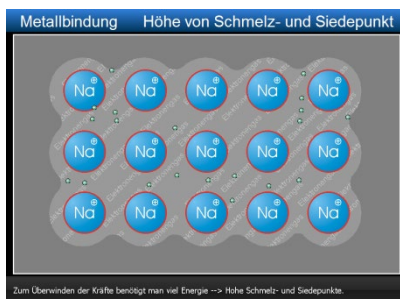 Metallbindung Höhe von Schmelz- und Siedepunkt
Na ⊕ Na ⊕ Na ⊕ Na ⊕ Na ⊕
Na ⊕ Na ⊕ Na ⊕ Na ⊕ Na ⊕
Na ⊕ Na ⊕ Na ⊕ Na ⊕ Na ⊕
Elektronengas
Zum Überwinden der Kräfte benötigt man viel Energie --> Hohe Schmelz- und Siedepunkte.